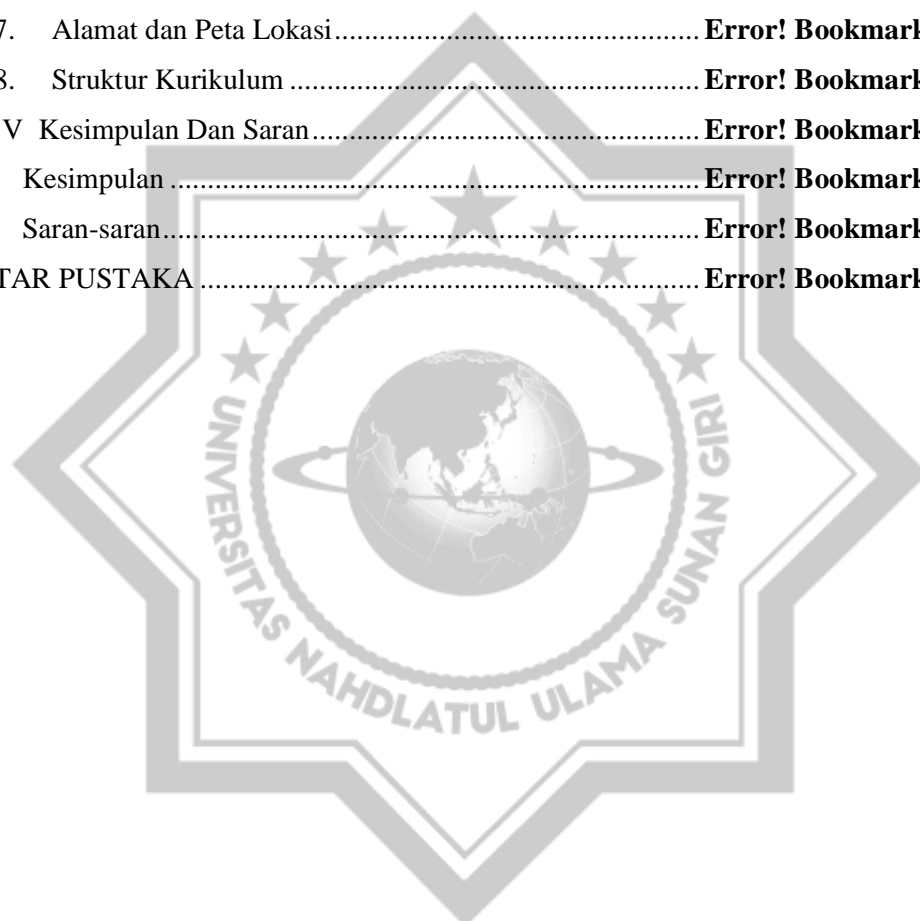 7. Alamat dan Peta Lokasi........................................................ Error! Bookmark
8. Struktur Kurikulum ........................................................ Error! Bookmark
V Kesimpulan Dan Saran........................................................ Error! Bookmark
Kesimpulan ........................................................ Error! Bookmark
Saran-saran........................................................ Error! Bookmark
TAR PUSTAKA ........................................................ Error! Bookmark
UNIVERSITAS NAHDLATUL ULAMA SUNAN GIRI